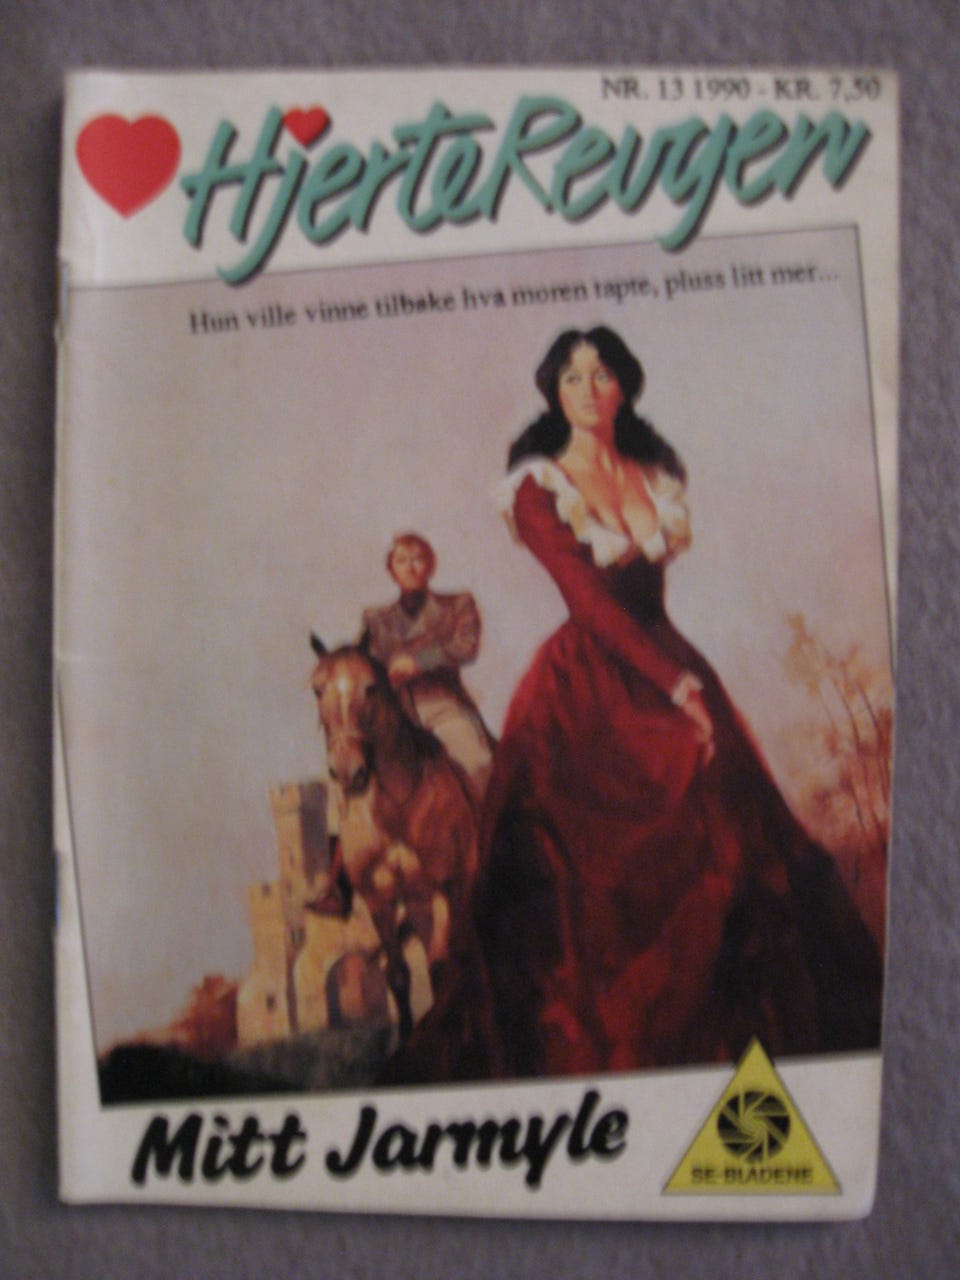 NR. 13 1990 - KR. 7,50
HjerteRevyen
Hun ville vinne tilbake hva moren tapte, pluss litt mer...
Mitt Jarmyle
SE-BLADENE